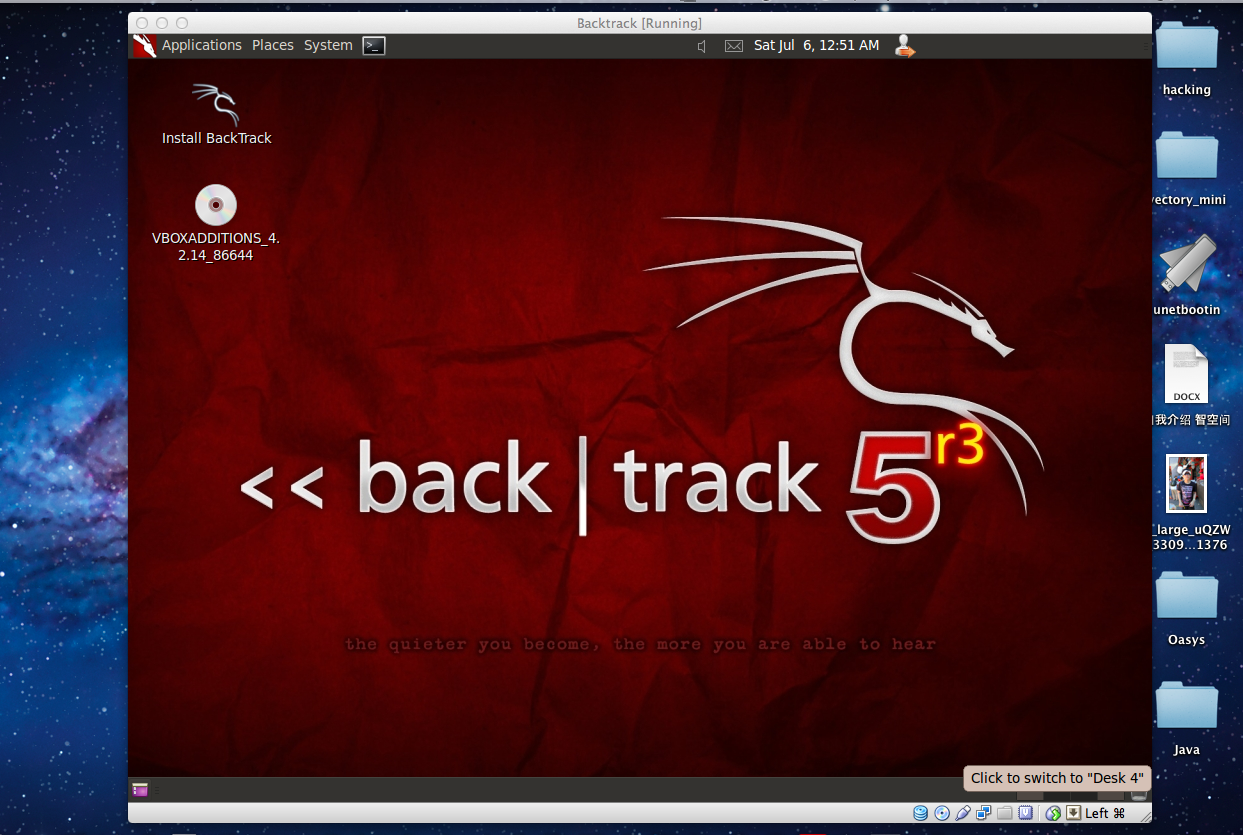 Backtrack [Running]
Applications Places System
Sat Jul 6, 12:51 AM
Install BackTrack
VBOXADDITIONS_4.
2.14_86644
<< back | track 5 r3
the quieter you become, the more you are able to hear
Click to switch to "Desk 4"
Left ⌘
hacking
vectory_mini
unetbootin
DOCX
我介绍 智空间
_large_uQZW
3309...1376
Oasys
Java